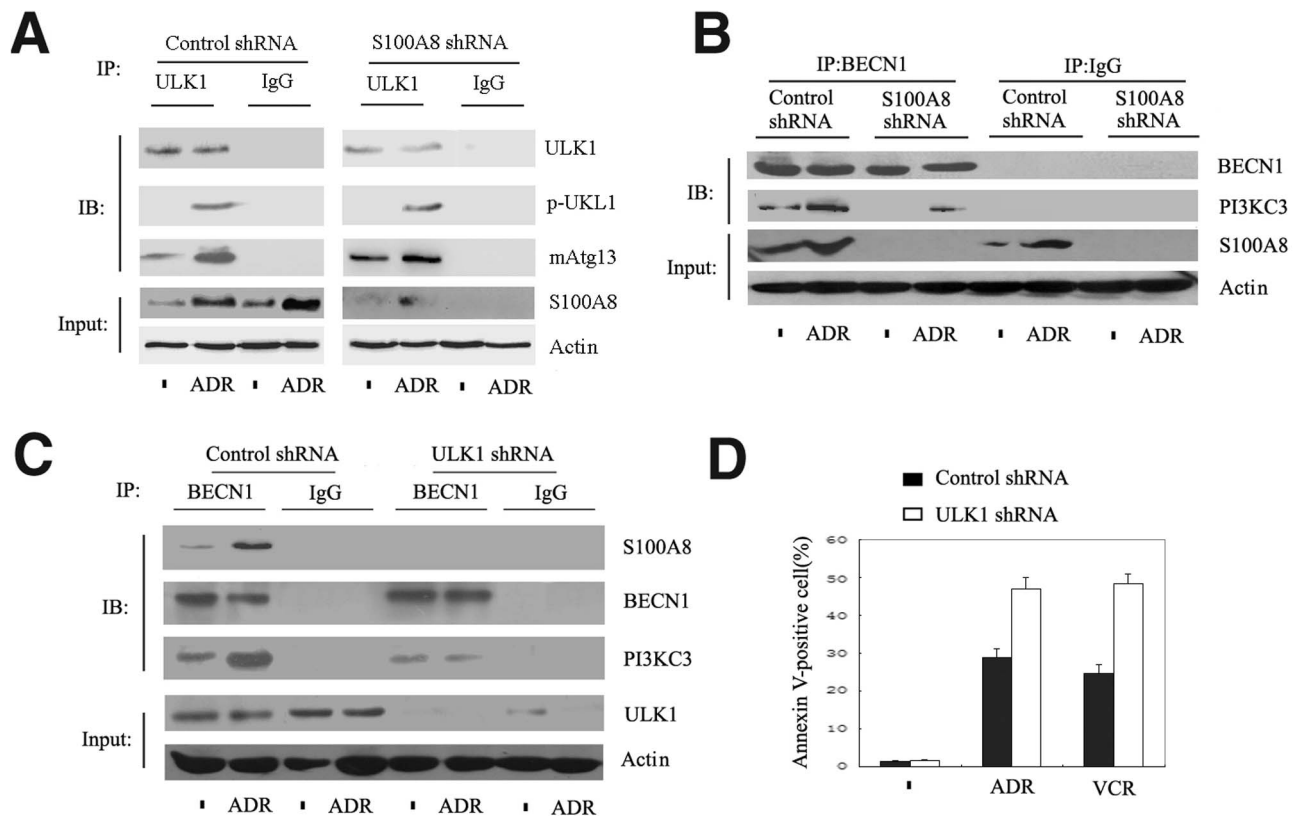 A
Control shRNA S100A8 shRNA
IP:
ULK1 IgG ULK1 IgG
IB:
ULK1
p-UKL1
mAtg13
Input:
S100A8
Actin
- ADR - ADR - ADR - ADR
B
IP:BECN1 IP:IgG
Control shRNA S100A8 shRNA Control shRNA S100A8 shRNA
IB:
BECN1
PI3KC3
Input:
S100A8
Actin
- ADR - ADR - ADR - ADR
C
Control shRNA ULK1 shRNA
IP:
BECN1 IgG BECN1 IgG
IB:
S100A8
BECN1
PI3KC3
Input:
ULK1
Actin
- ADR - ADR - ADR - ADR
D
Control shRNA
ULK1 shRNA
Annexin V-positive cell(%)
60
50
40
30
20
10
0
- ADR VCR